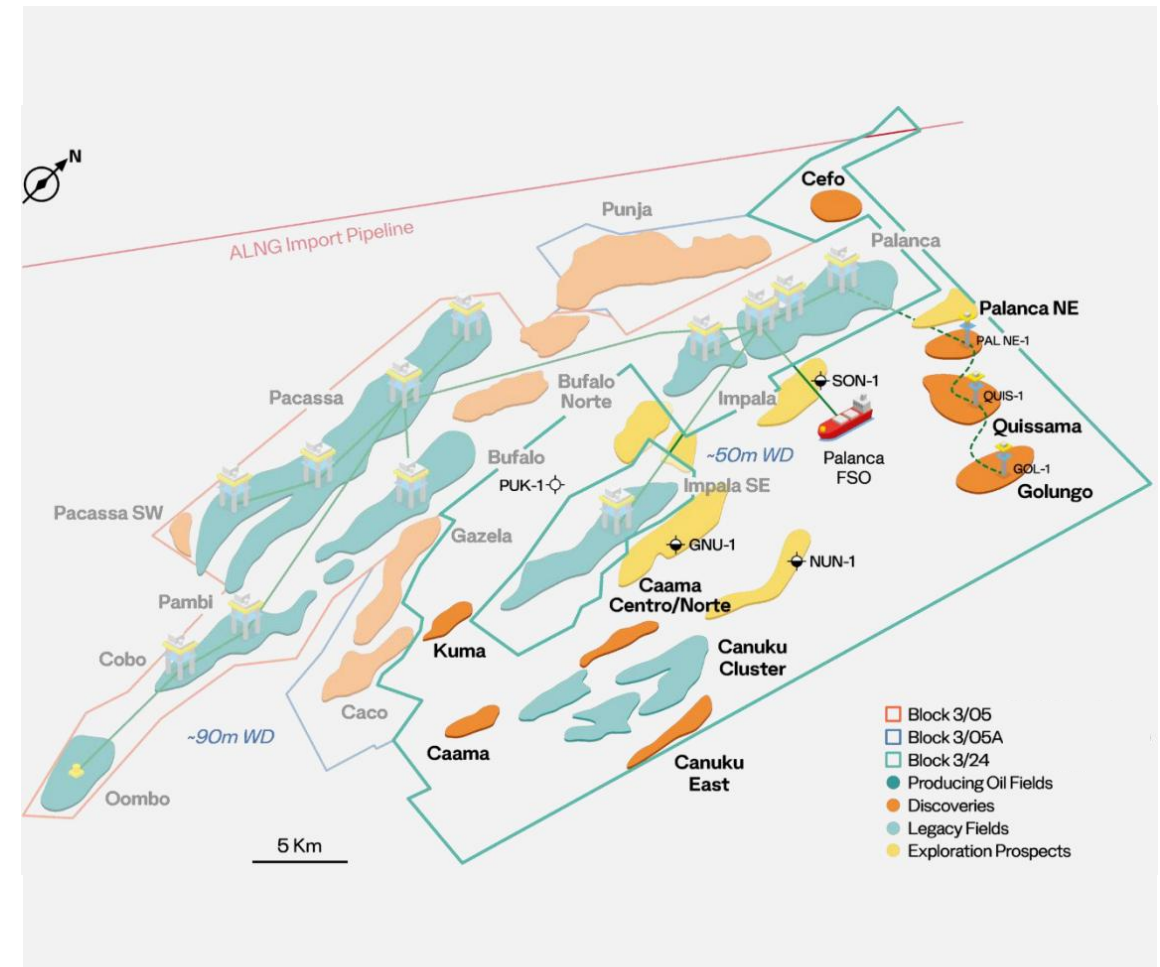 N
Cefo
Punja
ALNG Import Pipeline
Palanca
Palanca NE
PAL NE-1
Pacassa
Bufalo
Norte
Impala
SON-1
QUIS-1
Quissama
~50m WD
Palanca
FSO
GOL-1
Golungo
Bufalo
PUK-1
Impala SE
Pacassa SW
Gazela
GNU-1
NUN-1
Caama
Centro/Norte
Pambi
Kuma
Canuku
Cluster
Cobo
Caco
~90m WD
Caama
Canuku
East
Oombo
5 Km
Block 3/05
Block 3/05A
Block 3/24
Producing Oil Fields
Discoveries
Legacy Fields
Exploration Prospects